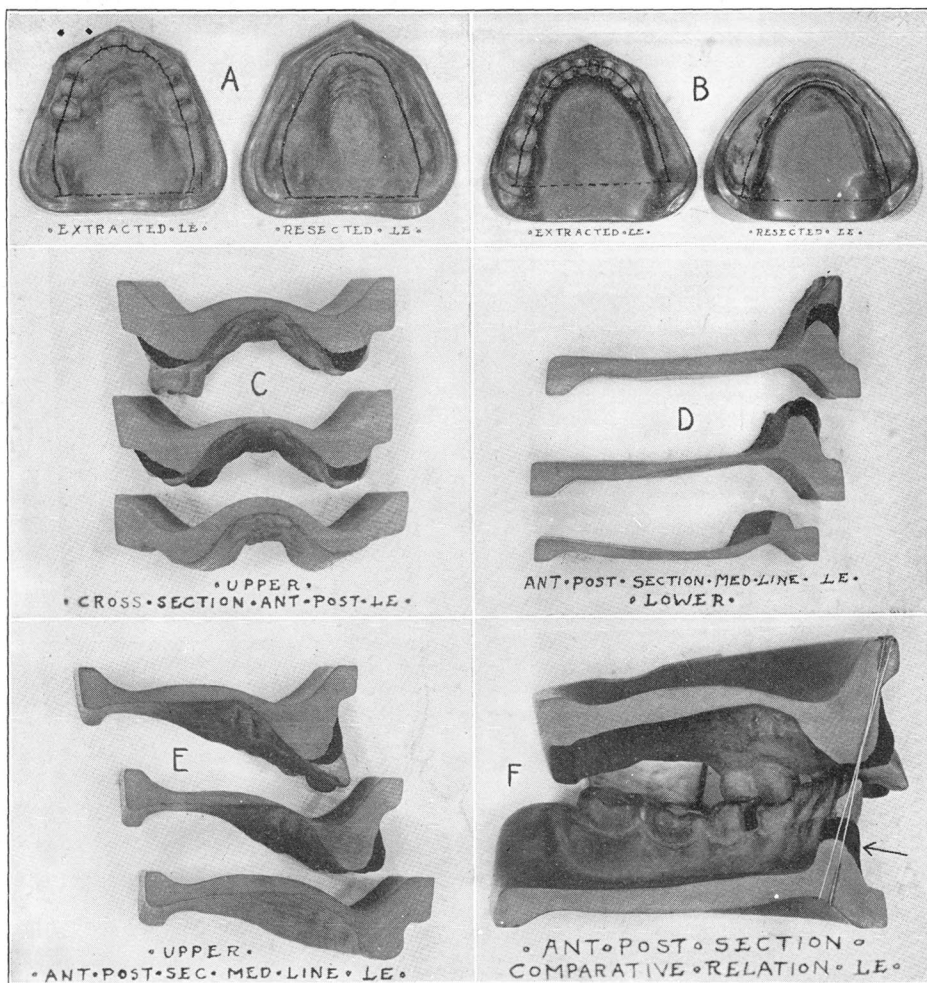 A
B
·EXTRACTED·LE·
·RESECTED LE·
·EXTRACTED·LE·
·RESECTED LE·
C
D
·UPPER·
·CROSS·SECTION·ANT·POST·LE·
ANT·POST·SECTION·MED·LINE·LE·
·LOWER·
E
F
·UPPER·
·ANT·POST·SEC·MED·LINE LE·
·ANT·POST·SECTION·
COMPARATIVE·RELATION·LE·